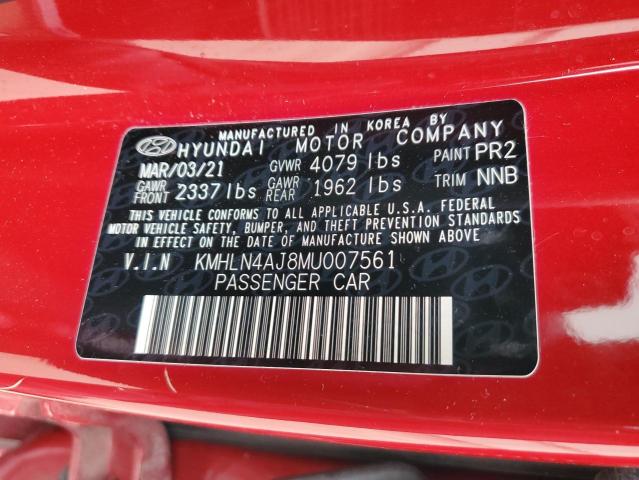 MANUFACTURED IN KOREA BY
HYUNDAI MOTOR COMPANY
MAR/03/21 GVWR 4079 lbs PAINT PR2
GAWR FRONT 2337 lbs GAWR REAR 1962 lbs TRIM NNB
THIS VEHICLE CONFORMS TO ALL APPLICABLE U.S.A. FEDERAL
MOTOR VEHICLE SAFETY, BUMPER, AND THEFT PREVENTION STANDARDS
IN EFFECT ON THE DATE OF MANUFACTURE SHOWN ABOVE.
V.I.N KMHLN4AJ8MU007561
PASSENGER CAR